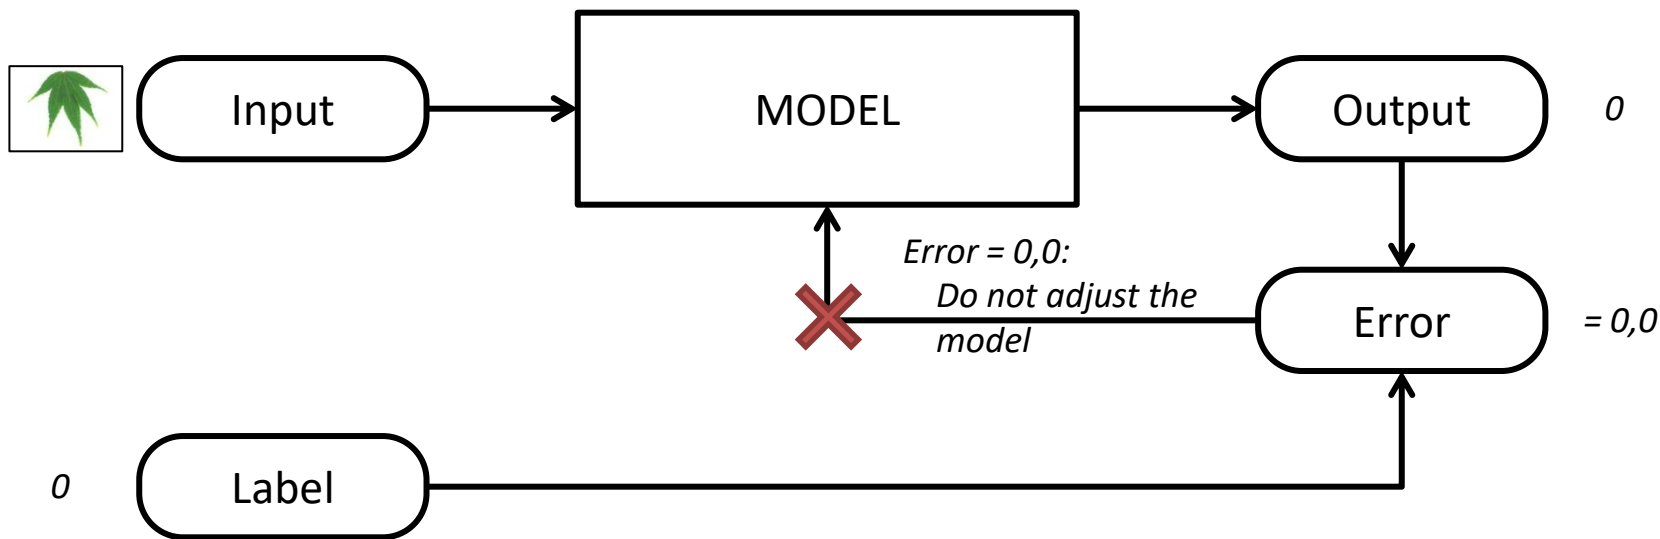 Input
MODEL
Output
0
Error = 0,0:
Do not adjust the
model
Error
= 0,0
0
Label